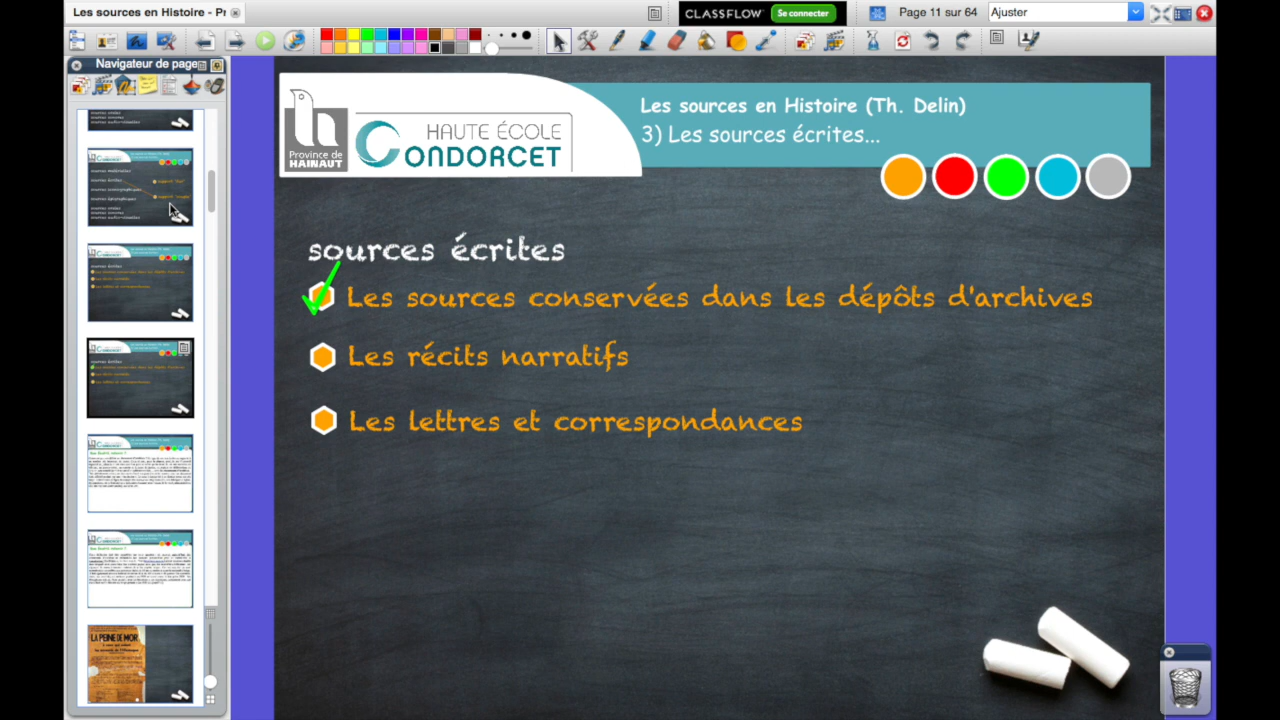 Les sources en Histoire - Pr
CLASSFLOW Se connecter
Page 11 sur 64
Ajuster
Navigateur de page
Province de
HAINAUT
HAUTE ÉCOLE
CONDORCET
Les sources en Histoire (Th. Delin)
3) Les sources écrites...
sources écrites
Les sources conservées dans les dépôts d'archives
Les récits narratifs
Les lettres et correspondances
LA PEINE DE MOR